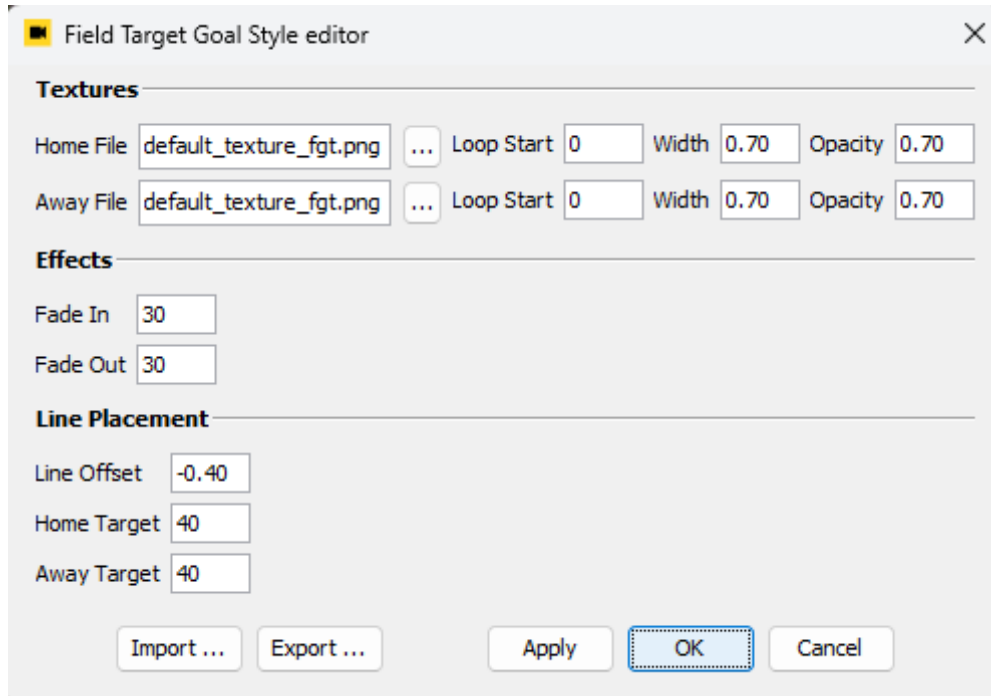 Field Target Goal Style editor
Textures
Home File default_texture_fgt.png ... Loop Start 0 Width 0.70 Opacity 0.70
Away File default_texture_fgt.png ... Loop Start 0 Width 0.70 Opacity 0.70
Effects
Fade In 30
Fade Out 30
Line Placement
Line Offset -0.40
Home Target 40
Away Target 40
Import ... Export ... Apply OK Cancel